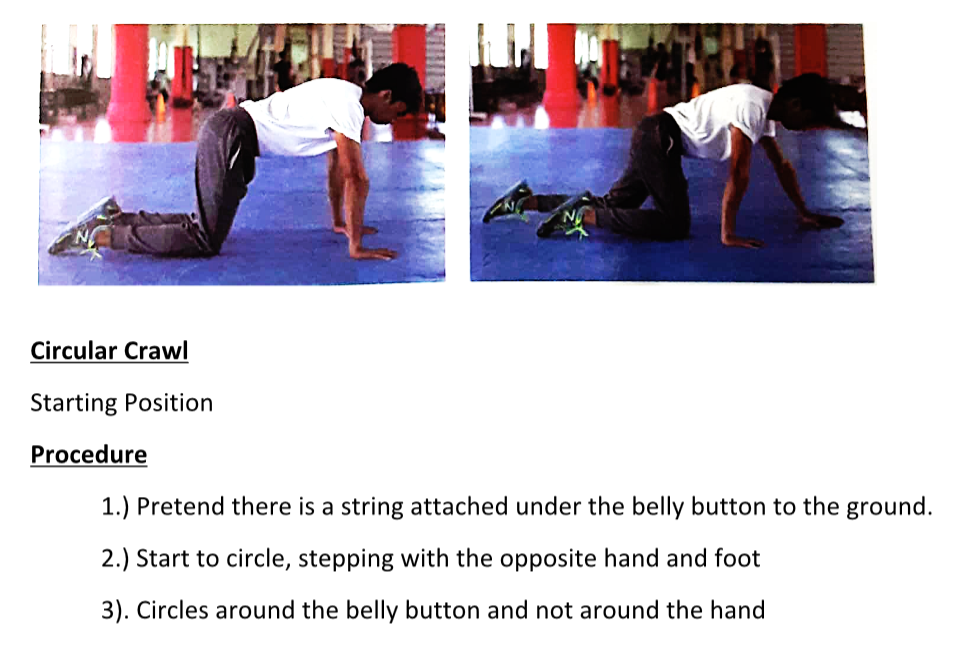 Circular Crawl
Starting Position
Procedure
1.) Pretend there is a string attached under the belly button to the ground.
2.) Start to circle, stepping with the opposite hand and foot
3). Circles around the belly button and not around the hand